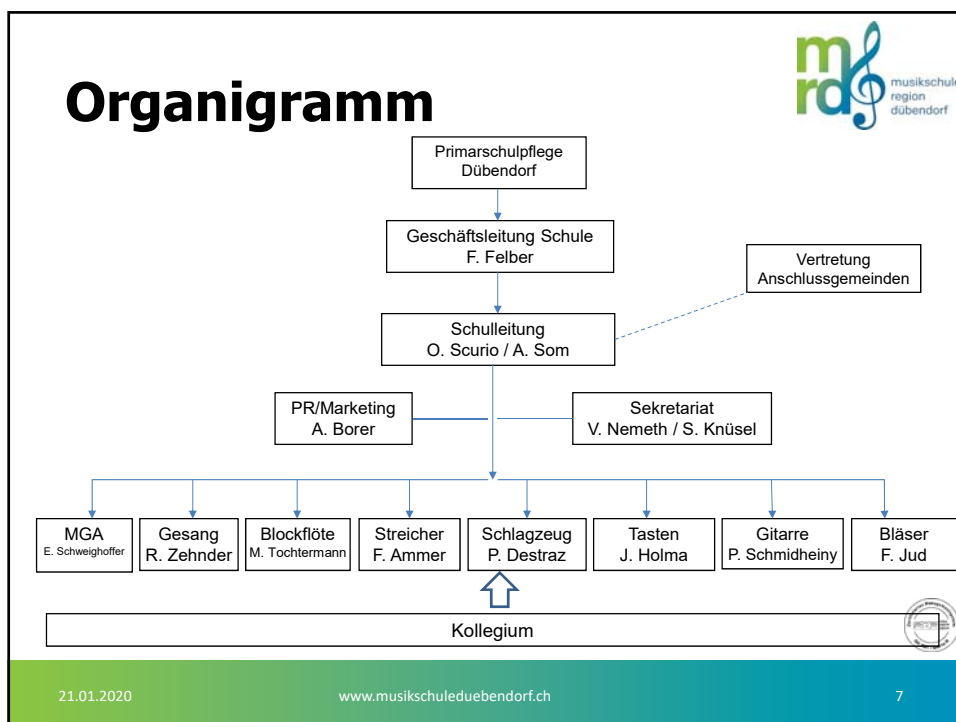 Organigramm
mrd
musikschule
region
dübendorf
Primarschulpflege
Dübendorf
Geschäftsleitung Schule
F. Felber
Vertretung
Anschlussgemeinden
Schulleitung
O. Scurio / A. Som
PR/Marketing
A. Borer
Sekretariat
V. Nemeth / S. Knüsel
MGA
E. Schweighoffer
Gesang
R. Zehnder
Blockflöte
M. Tochtermann
Streicher
F. Ammer
Schlagzeug
P. Destraz
Tasten
J. Holma
Gitarre
P. Schmidheiny
Bläser
F. Jud
Kollegium
21.01.2020
www.musikschuleduebendorf.ch
7